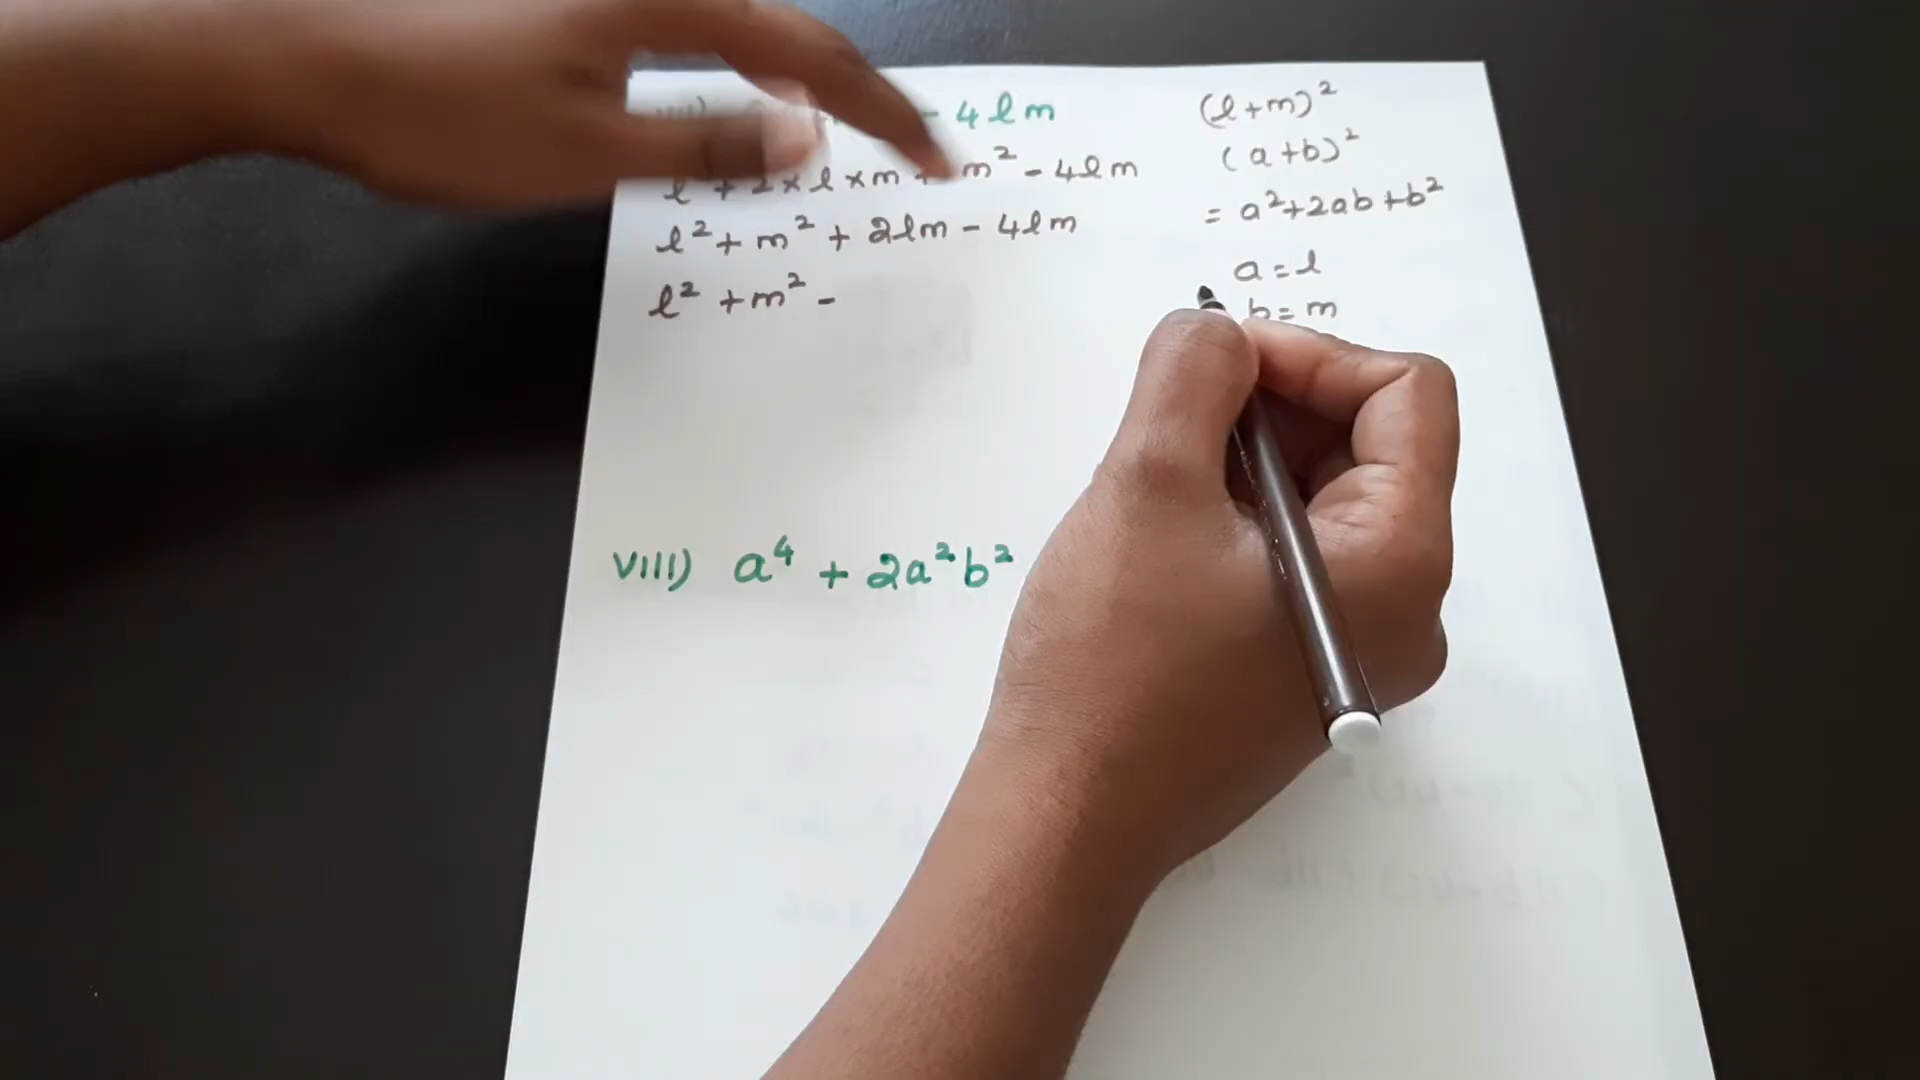 - 4lm
l + 2×l×m + m² - 4lm
l² + m² + 2lm - 4lm
l² + m² -
(l+m)²
(a+b)²
= a²+2ab+b²
a=l
b=m
VIII) a⁴ + 2a²b²